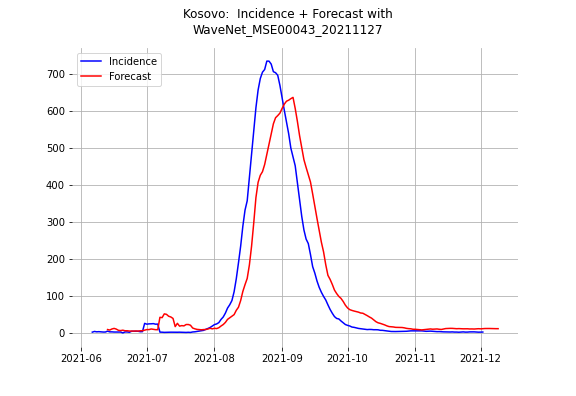 Kosovo: Incidence + Forecast with
WaveNet_MSE00043_20211127
Incidence
Forecast
700
600
500
400
300
200
100
0
2021-06 2021-07 2021-08 2021-09 2021-10 2021-11 2021-12